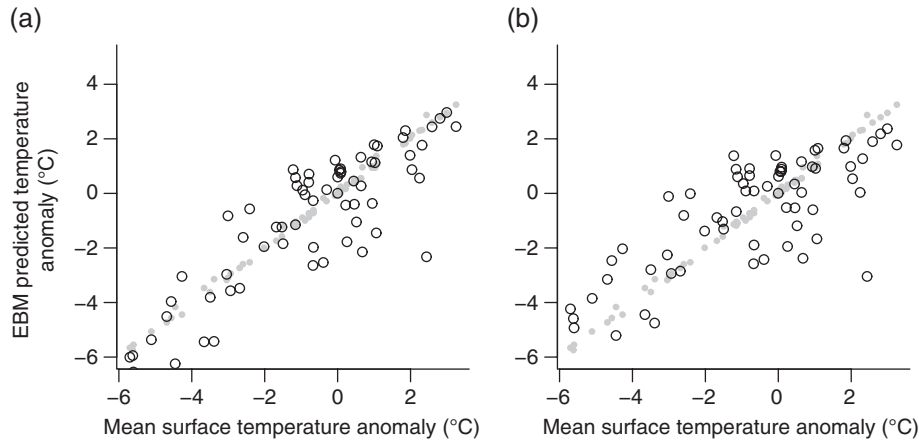 (a)
(b)
EBM predicted temperature
anomaly (°C)
4
2
0
−2
−4
−6
−6 −4 −2 0 2
Mean surface temperature anomaly (°C)
4
2
0
−2
−4
−6
−6 −4 −2 0 2
Mean surface temperature anomaly (°C)